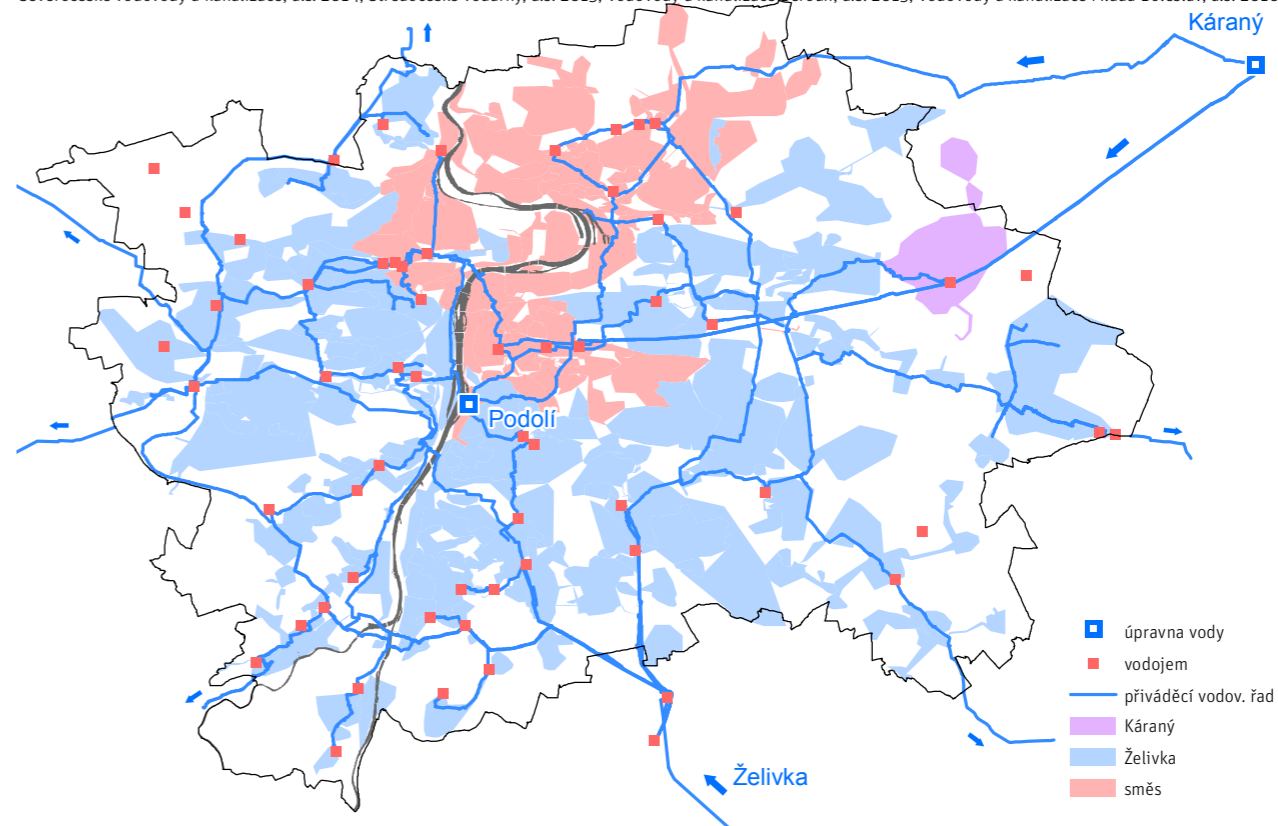 Káraný
Podolí
Želivka
úpravna vody
vodojem
přiváděcí vodov. řad
Káraný
Želivka
směs